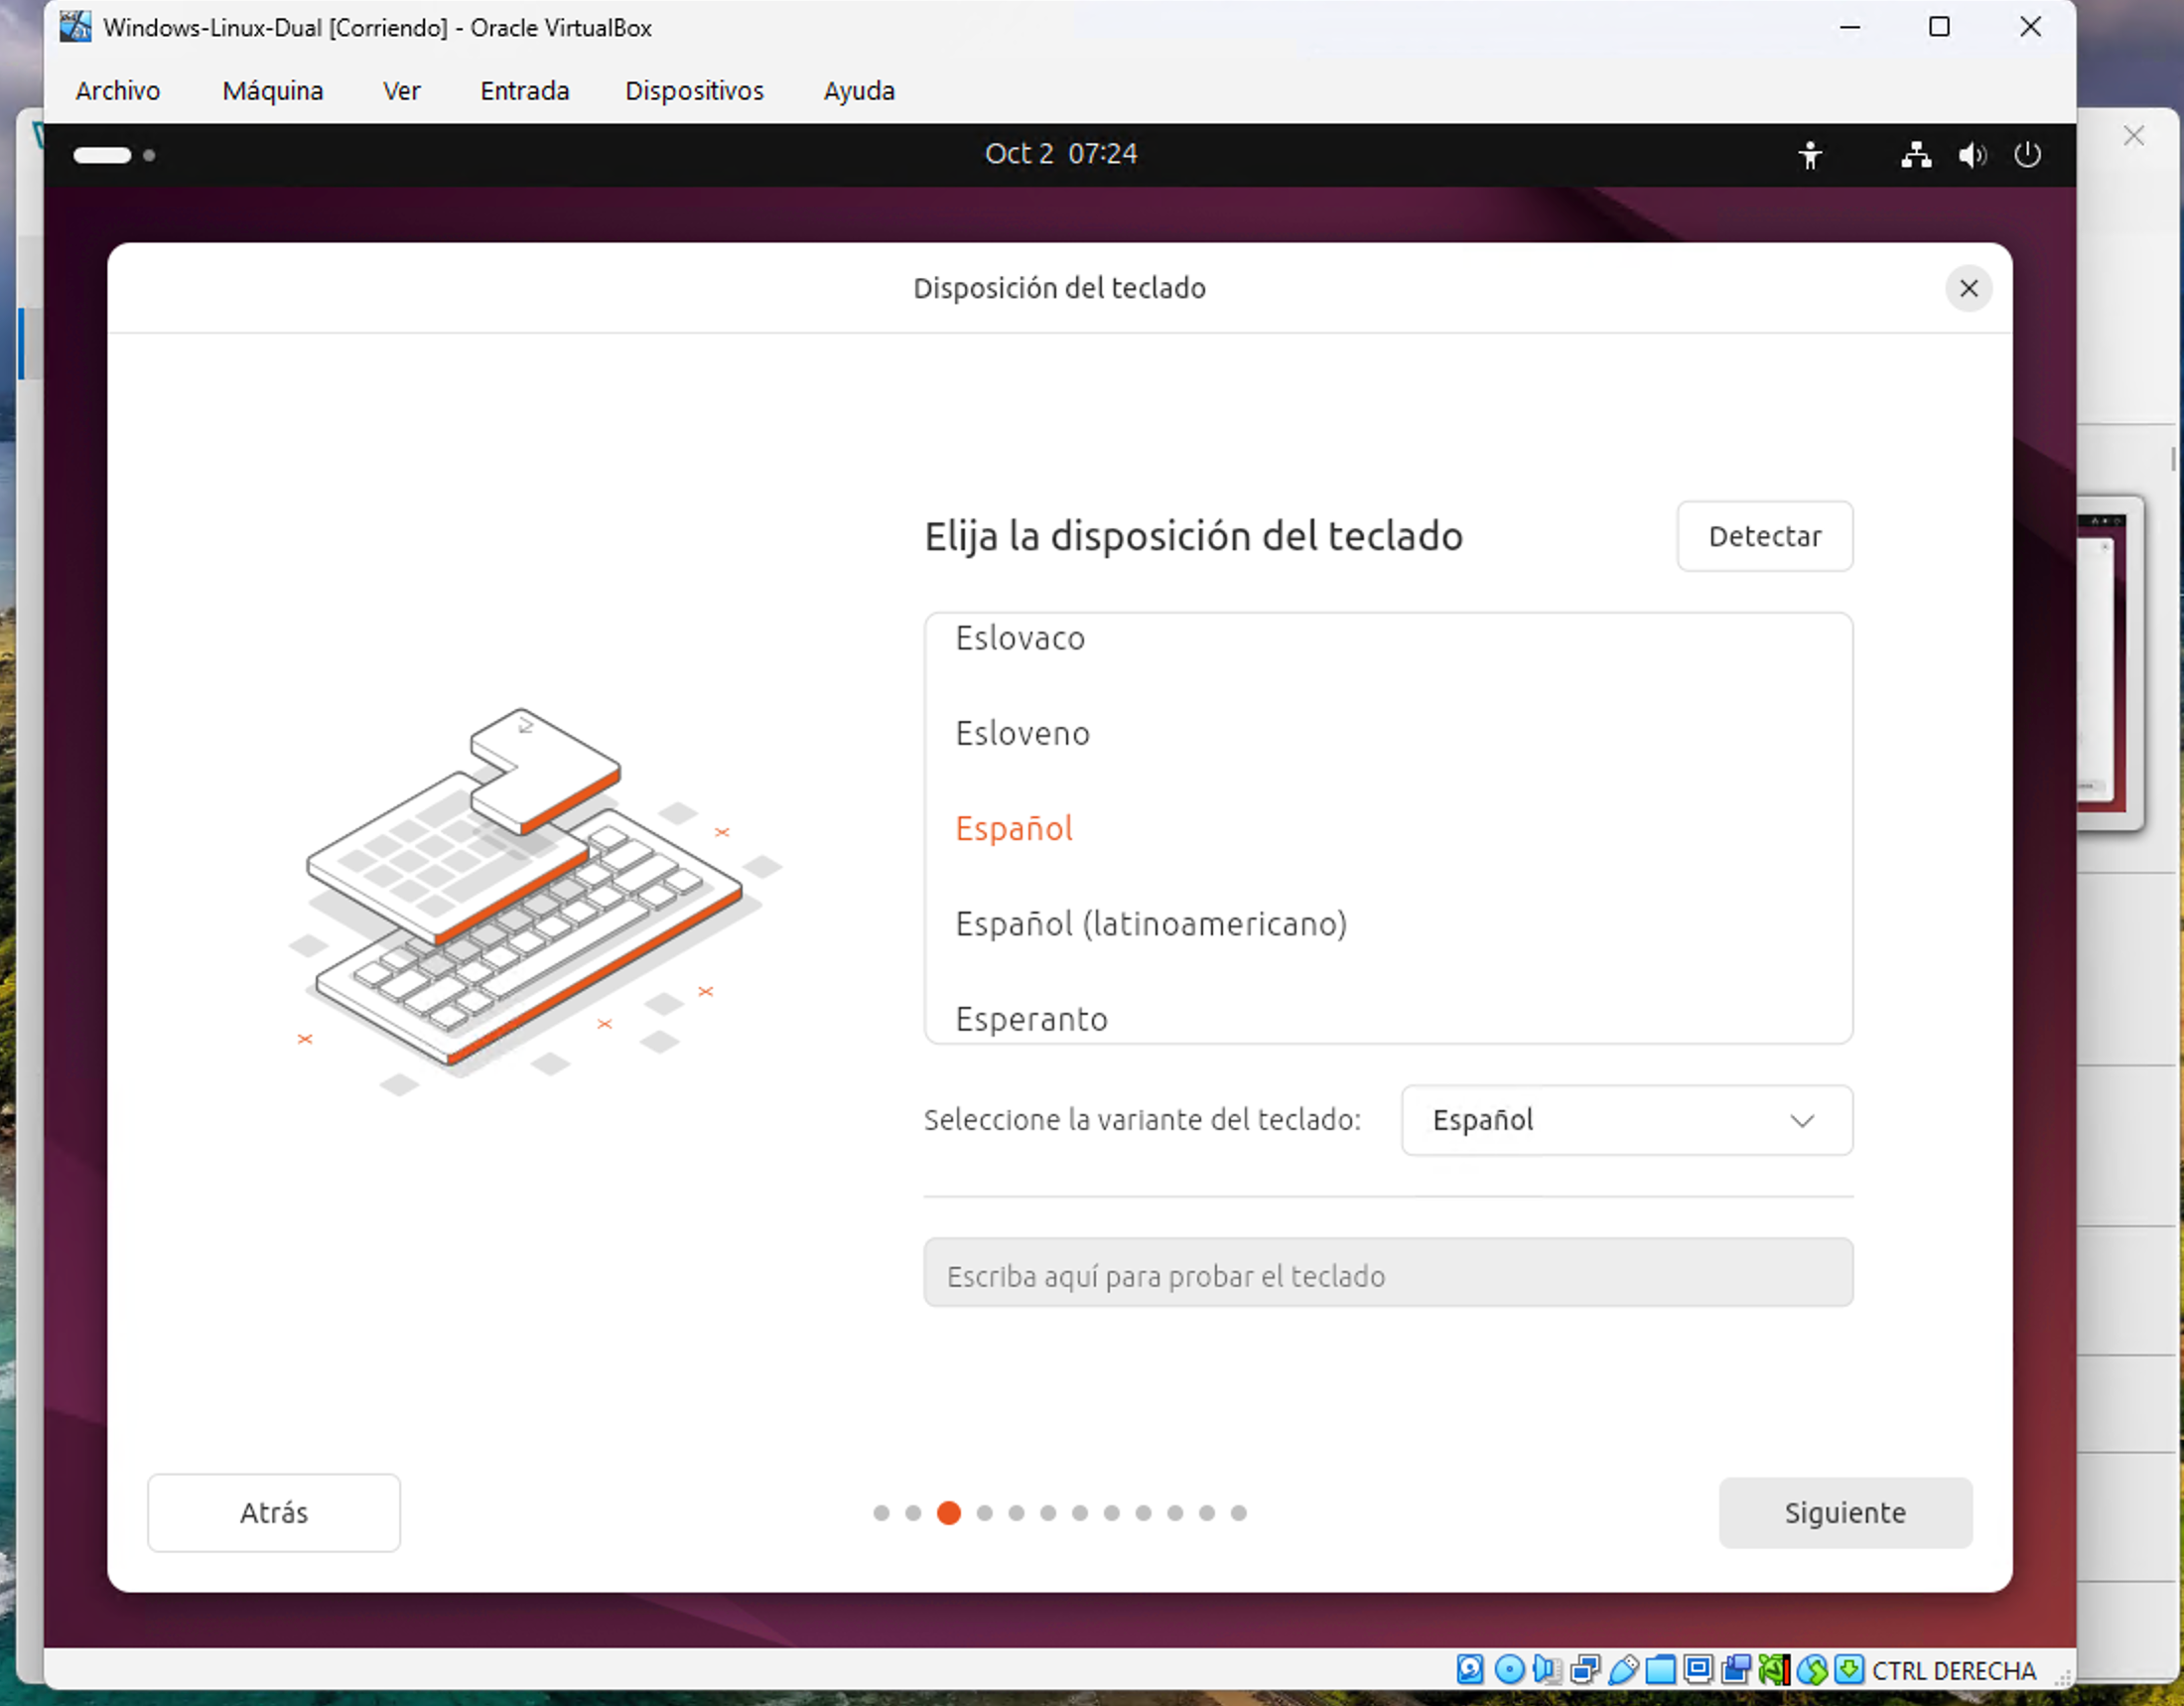 Windows-Linux-Dual [Corriendo] - Oracle VirtualBox
Archivo Máquina Ver Entrada Dispositivos Ayuda
Oct 2 07:24
Disposición del teclado
Elija la disposición del teclado
Detectar
Eslovaco
Esloveno
Español
Español (latinoamericano)
Esperanto
Seleccione la variante del teclado: Español
Escriba aquí para probar el teclado
Atrás
Siguiente
CTRL DERECHA